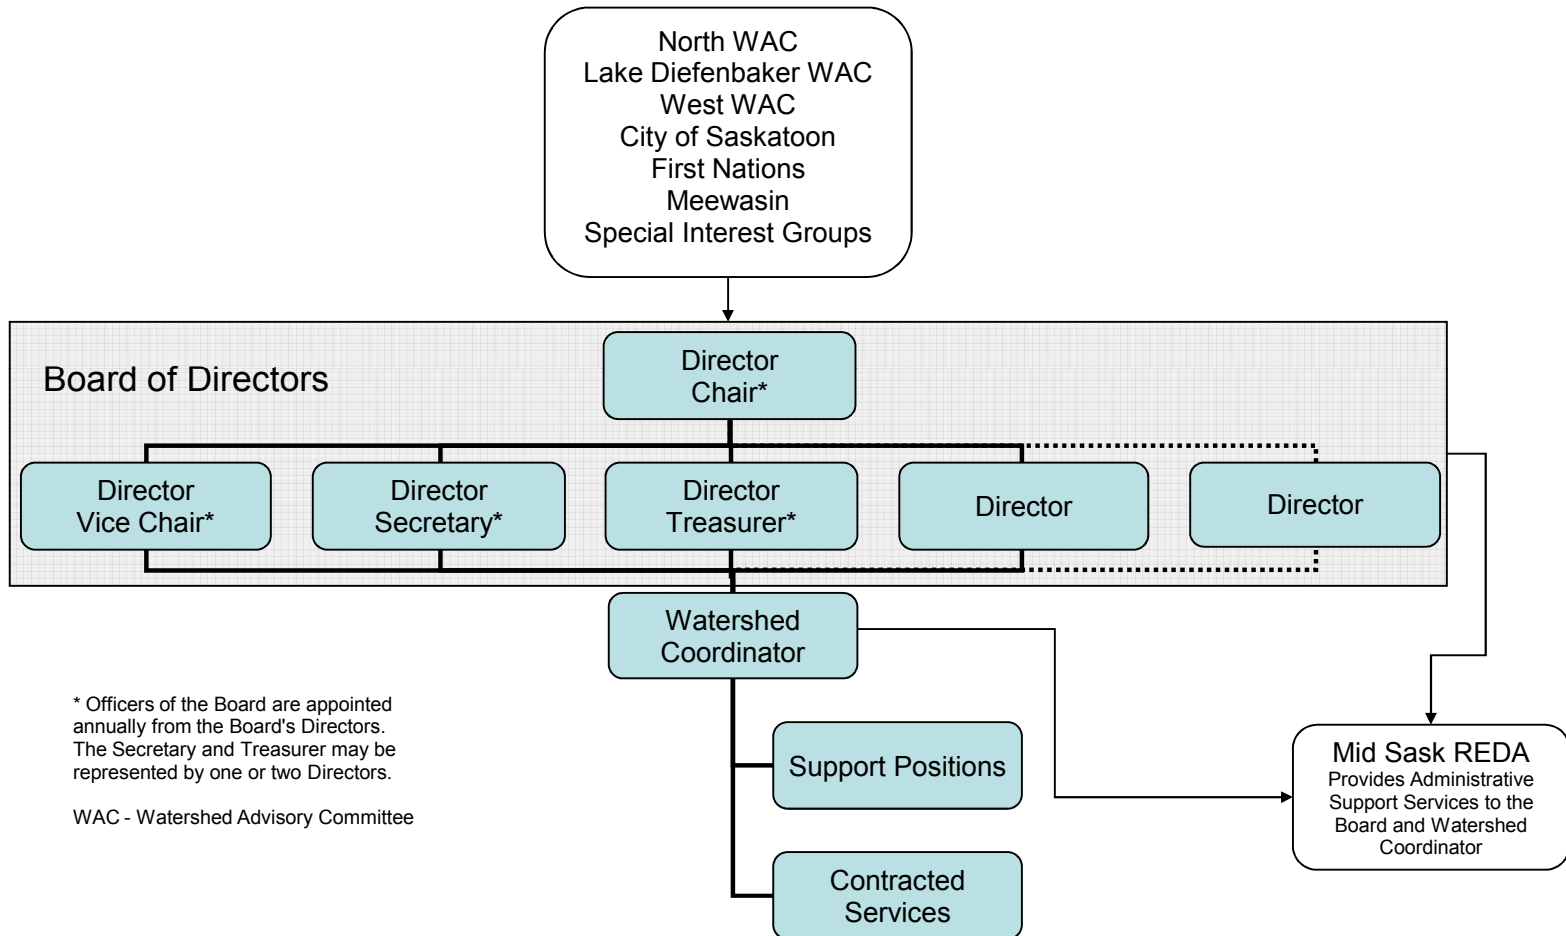 North WAC
Lake Diefenbaker WAC
West WAC
City of Saskatoon
First Nations
Meewasin
Special Interest Groups
Board of Directors
Director
Chair*
Director
Vice Chair*
Director
Secretary*
Director
Treasurer*
Director
Director
Watershed
Coordinator
* Officers of the Board are appointed
annually from the Board's Directors.
The Secretary and Treasurer may be
represented by one or two Directors.
WAC - Watershed Advisory Committee
Support Positions
Contracted
Services
Mid Sask REDA
Provides Administrative
Support Services to the
Board and Watershed
Coordinator